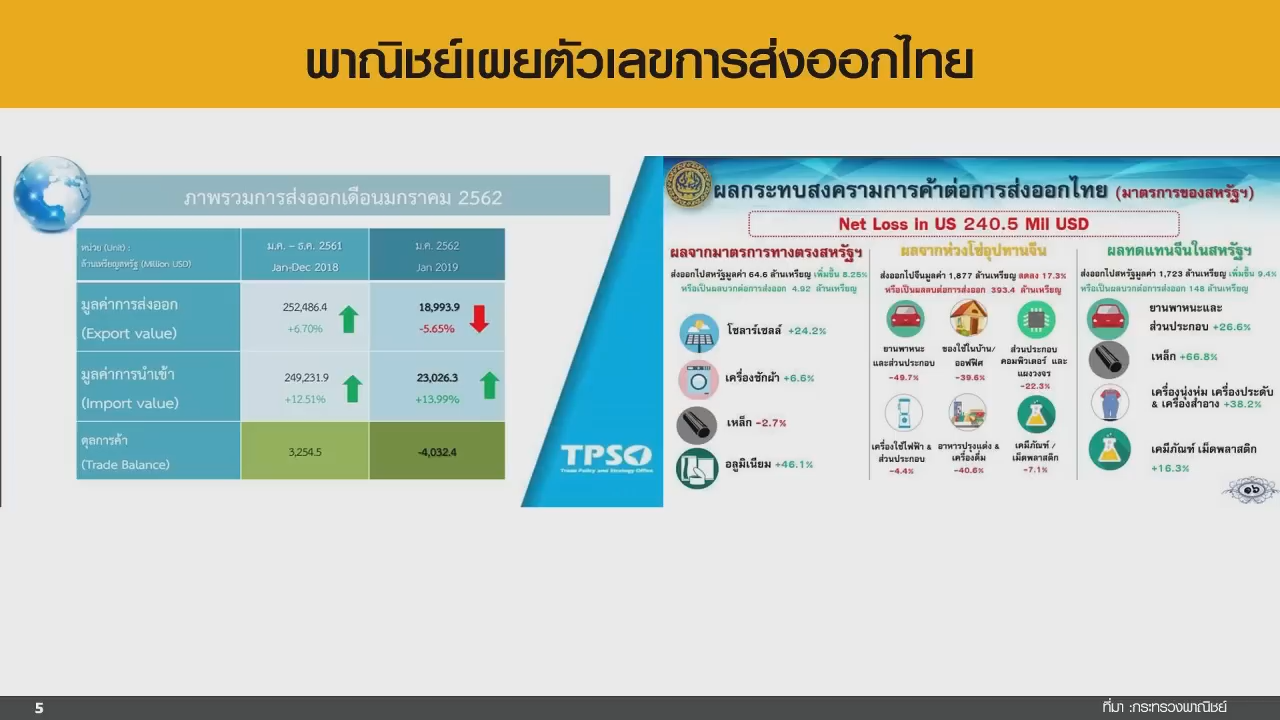 พาณิชย์เผยตัวเลขการส่งออกไทย
ภาพรวมการส่งออกเดือนมกราคม 2562
หน่วย (Unit) :
ล้านเหรียญสหรัฐ (Million USD)
ม.ค. – ธ.ค. 2561
Jan-Dec 2018
ม.ค. 2562
Jan 2019
มูลค่าการส่งออก
(Export value)
252,486.4
+6.70%
18,993.9
-5.65%
มูลค่าการนำเข้า
(Import value)
249,231.9
+12.51%
23,026.3
+13.99%
ดุลการค้า
(Trade Balance)
3,254.5
-4,032.4
TPSO
Trade Policy and Strategy Office
ผลกระทบสงครามการค้าต่อการส่งออกไทย (มาตรการของสหรัฐฯ)
Net Loss In US 240.5 Mil USD
ผลจากมาตรการทางตรงสหรัฐฯ
ส่งออกไปสหรัฐมูลค่า 64.6 ล้านเหรียญ เพิ่มขึ้น 8.25%
หรือเป็นผลบวกต่อการส่งออก 4.92 ล้านเหรียญ
โซลาร์เซลล์ +24.2%
เครื่องซักผ้า +6.6%
เหล็ก -2.7%
อลูมิเนียม +46.1%
ผลจากห่วงโซ่อุปทานจีน
ส่งออกไปจีนมูลค่า 1,877 ล้านเหรียญ ลดลง 17.3%
หรือเป็นผลลบต่อการส่งออก 393.4 ล้านเหรียญ
ยานพาหนะ
และส่วนประกอบ
-49.7%
ของใช้ในบ้าน/
ออฟฟิศ
-39.6%
ส่วนประกอบ
คอมพิวเตอร์ และ
แผงวงจร
-22.3%
เครื่องใช้ไฟฟ้า &
ส่วนประกอบ
-4.4%
อาหารปรุงแต่ง &
เครื่องดื่ม
-40.6%
เคมีภัณฑ์ /
เม็ดพลาสติก
-7.1%
ผลทดแทนจีนในสหรัฐฯ
ส่งออกไปสหรัฐมูลค่า 1,723 ล้านเหรียญ เพิ่มขึ้น 9.4%
หรือเป็นผลบวกต่อการส่งออก 148 ล้านเหรียญ
ยานพาหนะและ
ส่วนประกอบ +26.6%
เหล็ก +66.8%
เครื่องนุ่งห่ม เครื่องประดับ
& เครื่องสำอาง +38.2%
เคมีภัณฑ์ เม็ดพลาสติก
+16.3%
๑๖
5
ที่มา :กระทรวงพาณิชย์